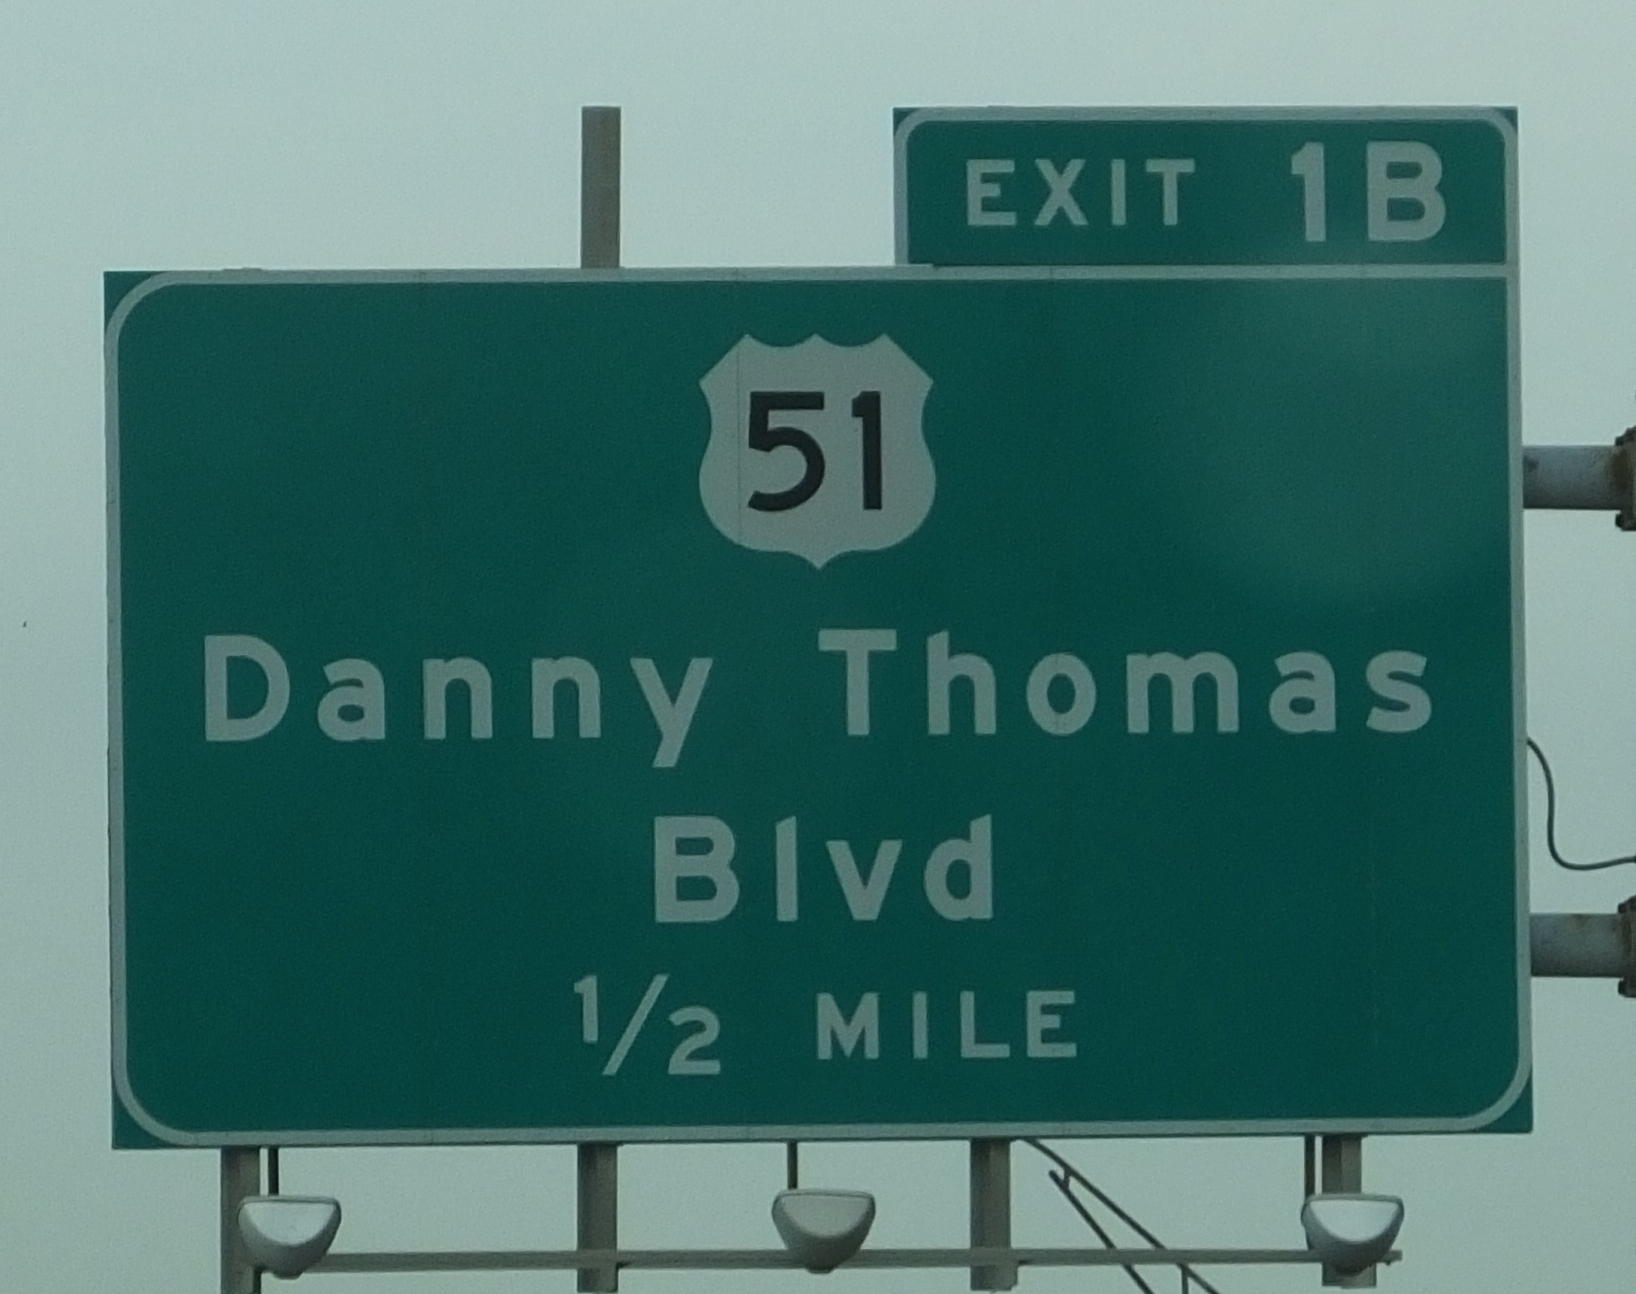 EXIT 1B
51
Danny Thomas
Blvd
1/2 MILE